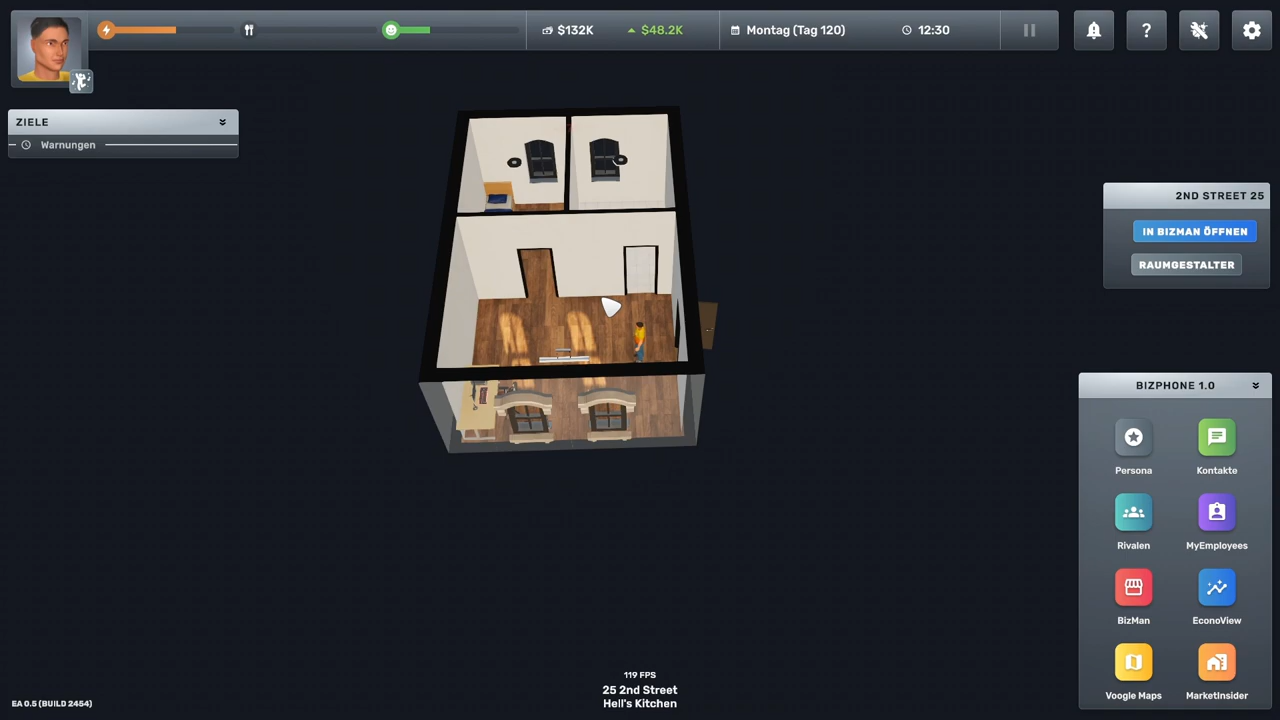 $132K
$48.2K
Montag (Tag 120)
12:30
?
ZIELE
Warnungen
2ND STREET 25
IN BIZMAN ÖFFNEN
RAUMGESTALTER
BIZPHONE 1.0
Persona
Kontakte
Rivalen
MyEmployees
BizMan
EconoView
Voogle Maps
MarketInsider
119 FPS
25 2nd Street
Hell's Kitchen
EA 0.5 (BUILD 2454)